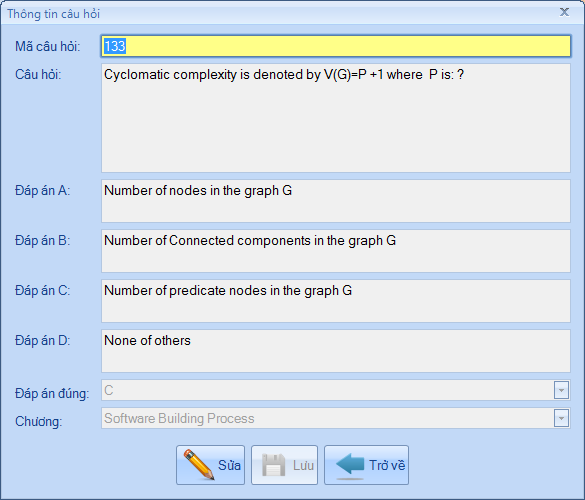 Thông tin câu hỏi
Mã câu hỏi: 133
Câu hỏi: Cyclomatic complexity is denoted by V(G)=P +1 where  P is: ?
Đáp án A: Number of nodes in the graph G
Đáp án B: Number of Connected components in the graph G
Đáp án C: Number of predicate nodes in the graph G
Đáp án D: None of others
Đáp án đúng: C
Chương: Software Building Process
Sửa Lưu Trở về